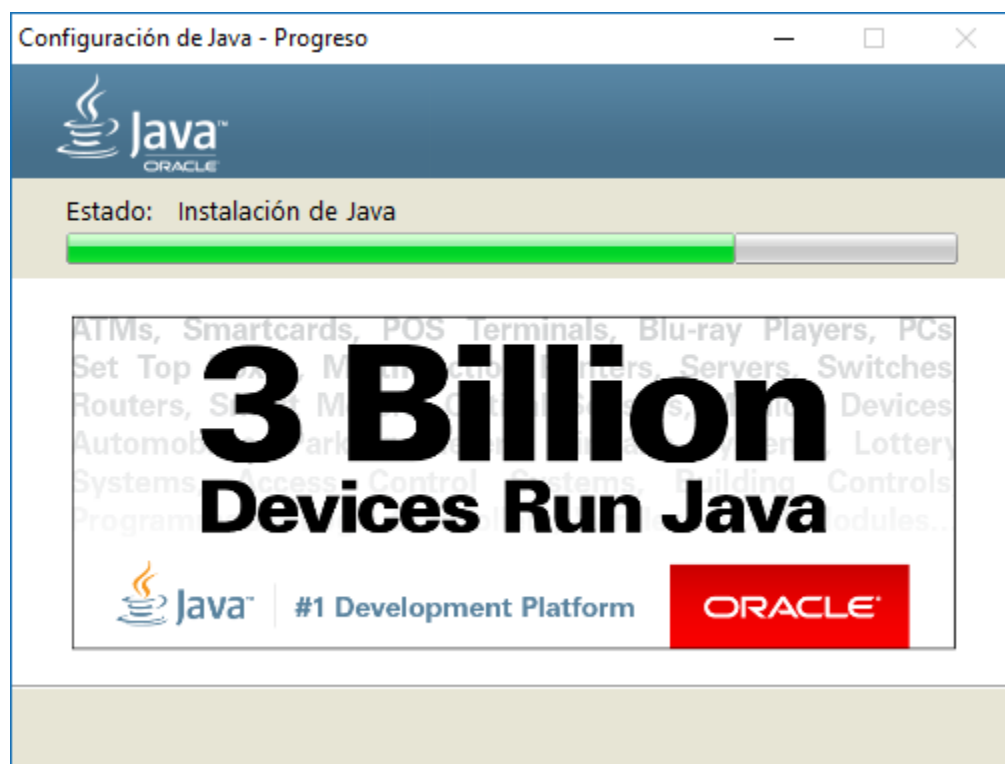 Configuración de Java - Progreso
Java™
ORACLE
Estado: Instalación de Java
ATMs, Smartcards, POS Terminals, Blu-ray Players, PCs
Set Top
Servers, Switches
Routers,
Devices
Lottery
3 Billion
Systems, Access Control Systems, Building Controls
Devices Run Java
Java™ #1 Development Platform ORACLE®